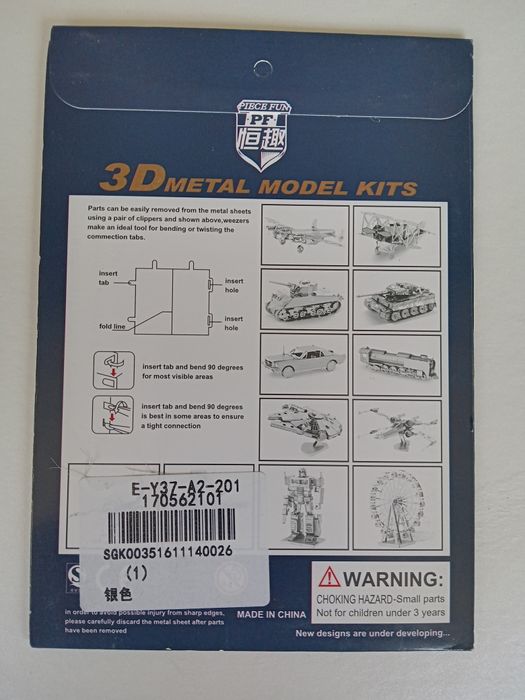 PIECE FUN
PF
恒趣
3D METAL MODEL KITS
Parts can be easily removed from the metal sheets
using a pair of clippers and shown above,weezers
make an ideal tool for bending or twisting the
commection tabs.
insert
tab
insert
hole
fold line
insert
hole
insert tab and bend 90 degrees
for most visible areas
insert tab and bend 90 degrees
is best in some areas to ensure
a tight connection
E-Y37-A2-201
170562101
SGK00351611140026
(1)
银色
WARNING:
CHOKING HAZARD-Small parts
Not for children under 3 years
in order to avoid possible injury from sharp edges,
please carefully discard the metal sheet after parts
have been removed
MADE IN CHINA
New designs are under developing...